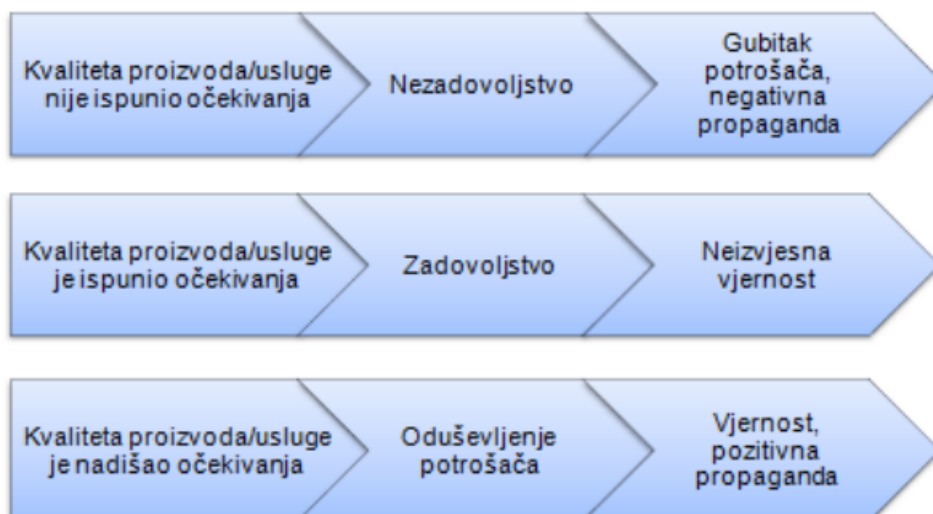 Kvaliteta proizvoda/usluge
nije ispunio očekivanja
Nezadovoljstvo
Gubitak
potrošača,
negativna
propaganda
Kvaliteta proizvoda/usluge
je ispunio očekivanja
Zadovoljstvo
Neizvjesna
vjernost
Kvaliteta proizvoda/usluge
je nadišao očekivanja
Oduševljenje
potrošača
Vjernost,
pozitivna
propaganda